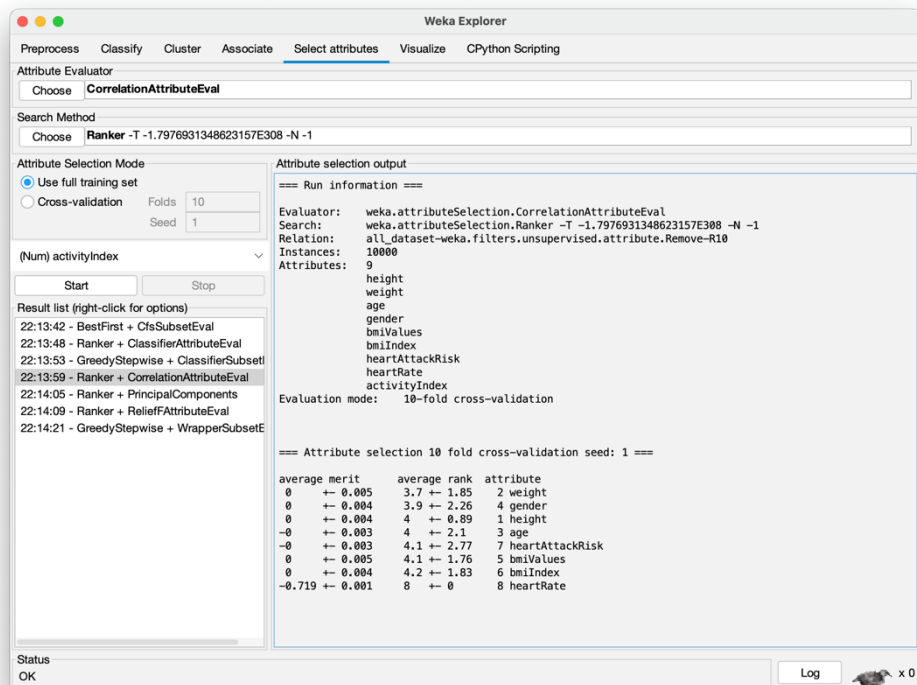 Weka Explorer
Preprocess Classify Cluster Associate Select attributes Visualize CPython Scripting
Attribute Evaluator
Choose CorrelationAttributeEval
Search Method
Choose Ranker -T -1.7976931348623157E308 -N -1
Attribute Selection Mode
Use full training set
Cross-validation Folds 10
Seed 1
(Num) activityIndex
Start Stop
Result list (right-click for options)
22:13:42 - BestFirst + CfsSubsetEval
22:13:48 - Ranker + ClassifierAttributeEval
22:13:53 - GreedyStepwise + ClassifierSubsetl
22:13:59 - Ranker + CorrelationAttributeEval
22:14:05 - Ranker + PrincipalComponents
22:14:09 - Ranker + ReliefFAttributeEval
22:14:21 - GreedyStepwise + WrapperSubsetE
Attribute selection output
=== Run information ===
Evaluator: weka.attributeSelection.CorrelationAttributeEval
Search: weka.attributeSelection.Ranker -T -1.7976931348623157E308 -N -1
Relation: all_dataset-weka.filters.unsupervised.attribute.Remove-R10
Instances: 10000
Attributes: 9
height
weight
age
gender
bmiValues
bmiIndex
heartAttackRisk
heartRate
activityIndex
Evaluation mode: 10-fold cross-validation
=== Attribute selection 10 fold cross-validation seed: 1 ===
average merit average rank attribute
0 +- 0.005 3.7 +- 1.85 2 weight
0 +- 0.004 3.9 +- 2.26 4 gender
0 +- 0.004 4 +- 0.89 1 height
-0 +- 0.003 4 +- 2.1 3 age
-0 +- 0.003 4.1 +- 2.77 7 heartAttackRisk
0 +- 0.005 4.1 +- 1.76 5 bmiValues
0 +- 0.004 4.2 +- 1.83 6 bmiIndex
-0.719 +- 0.001 8 +- 0 8 heartRate
Status
OK
Log x 0